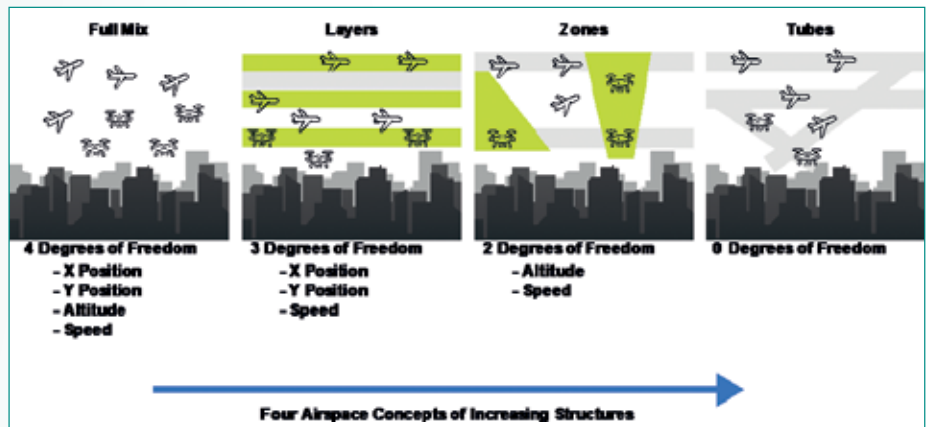 Full Mix
4 Degrees of Freedom
- X Position
- Y Position
- Altitude
- Speed
Layers
3 Degrees of Freedom
- X Position
- Y Position
- Speed
Zones
2 Degrees of Freedom
- Altitude
- Speed
Tubes
0 Degrees of Freedom
Four Airspace Concepts of Increasing Structures